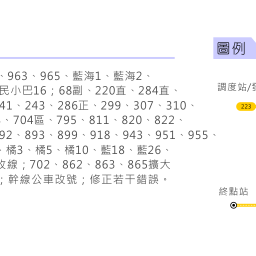 圖例
、963、965、藍海1、藍海2、
民小巴16；68副、220直、284直、
41、243、286正、299、307、310、
、704區、795、811、820、822、
92、893、899、918、943、951、955、
、橘3、橘5、橘10、藍18、藍26、
改線；702、862、863、865擴大
；幹線公車改號；修正若干錯誤。
調度站/
223
終點站